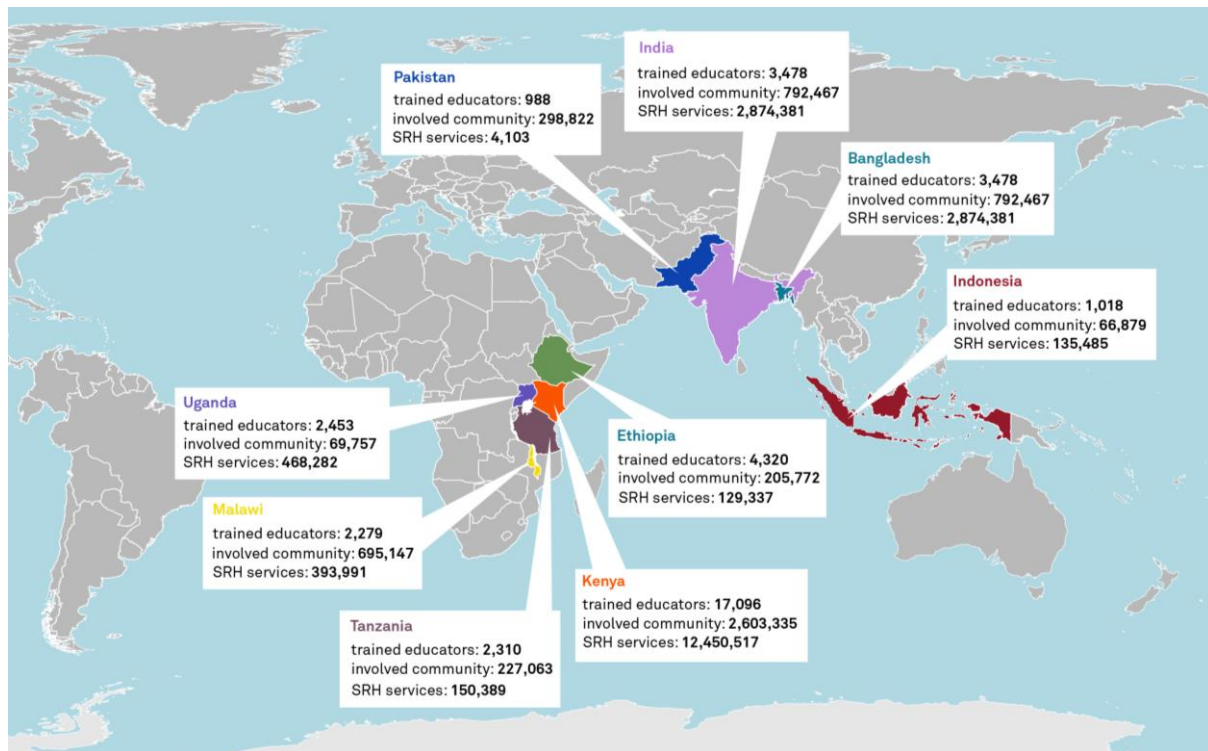 India
trained educators: 3,478
involved community: 792,467
SRH services: 2,874,381
Pakistan
trained educators: 988
involved community: 298,822
SRH services: 4,103
Bangladesh
trained educators: 3,478
involved community: 792,467
SRH services: 2,874,381
Indonesia
trained educators: 1,018
involved community: 66,879
SRH services: 135,485
Uganda
trained educators: 2,453
involved community: 69,757
SRH services: 468,282
Ethiopia
trained educators: 4,320
involved community: 205,772
SRH services: 129,337
Malawi
trained educators: 2,279
involved community: 695,147
SRH services: 393,991
Kenya
trained educators: 17,096
involved community: 2,603,335
SRH services: 12,450,517
Tanzania
trained educators: 2,310
involved community: 227,063
SRH services: 150,389